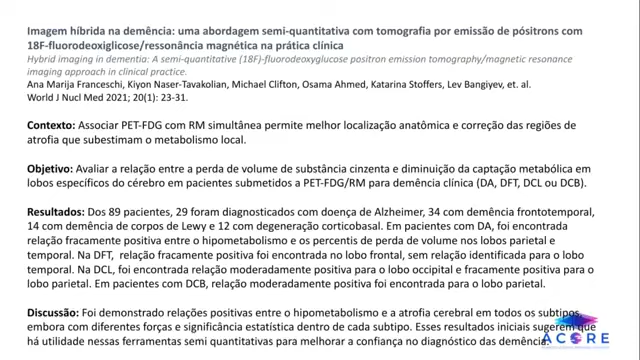 Imagem híbrida na demência: uma abordagem semi-quantitativa com tomografia por emissão de pósitrons com
18F-fluorodeoxiglicose/ressonância magnética na prática clínica
Hybrid imaging in dementia: A semi-quantitative (18F)-fluorodeoxyglucose positron emission tomography/magnetic resonance
imaging approach in clinical practice.
Ana Marija Franceschi, Kiyon Naser-Tavakolian, Michael Clifton, Osama Ahmed, Katarina Stoffers, Lev Bangiyev, et. al.
World J Nucl Med 2021; 20(1): 23-31.
Contexto: Associar PET-FDG com RM simultânea permite melhor localização anatômica e correção das regiões de
atrofia que subestimam o metabolismo local.
Objetivo: Avaliar a relação entre a perda de volume de substância cinzenta e diminuição da captação metábolica em
lobos específicos do cérebro em pacientes submetidos a PET-FDG/RM para demência clínica (DA, DFT, DCL ou DCB).
Resultados: Dos 89 pacientes, 29 foram diagnosticados com doença de Alzheimer, 34 com demência frontotemporal,
14 com demência de corpos de Lewy e 12 com degeneração corticobasal. Em pacientes com DA, foi encontrada
relação fracamente positiva entre o hipometabolismo e os percentis de perda de volume nos lobos parietal e
temporal. Na DFT, relação fracamente positiva foi encontrada no lobo frontal, sem relação identificada para o lobo
temporal. Na DCL, foi encontrada relação moderadamente positiva para o lobo occipital e fracamente positiva para o
lobo parietal. Em pacientes com DCB, relação moderadamente positiva foi encontrada para o lobo parietal.
Discussão: Foi demonstrado relações positivas entre o hipometabolismo e a atrofia cerebral em todos os subtipos,
embora com diferentes forças e significância estatística dentro de cada subtipo. Esses resultados iniciais sugerem que
há utilidade nessas ferramentas semi quantitativas para melhorar a confiança no diagnóstico das demência.
ACORE